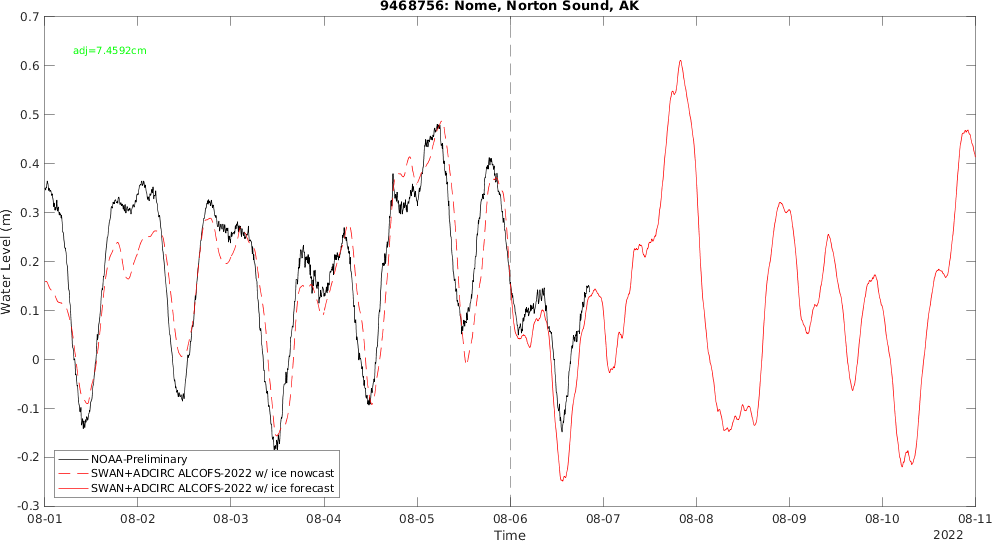 9468756: Nome, Norton Sound, AK
adj=7.4592cm
Water Level (m)
0.7
0.6
0.5
0.4
0.3
0.2
0.1
0
-0.1
-0.2
-0.3
NOAA-Preliminary
SWAN+ADCIRC ALCOFS-2022 w/ ice nowcast
SWAN+ADCIRC ALCOFS-2022 w/ ice forecast
08-01 08-02 08-03 08-04 08-05 08-06 08-07 08-08 08-09 08-10 08-11
Time
2022